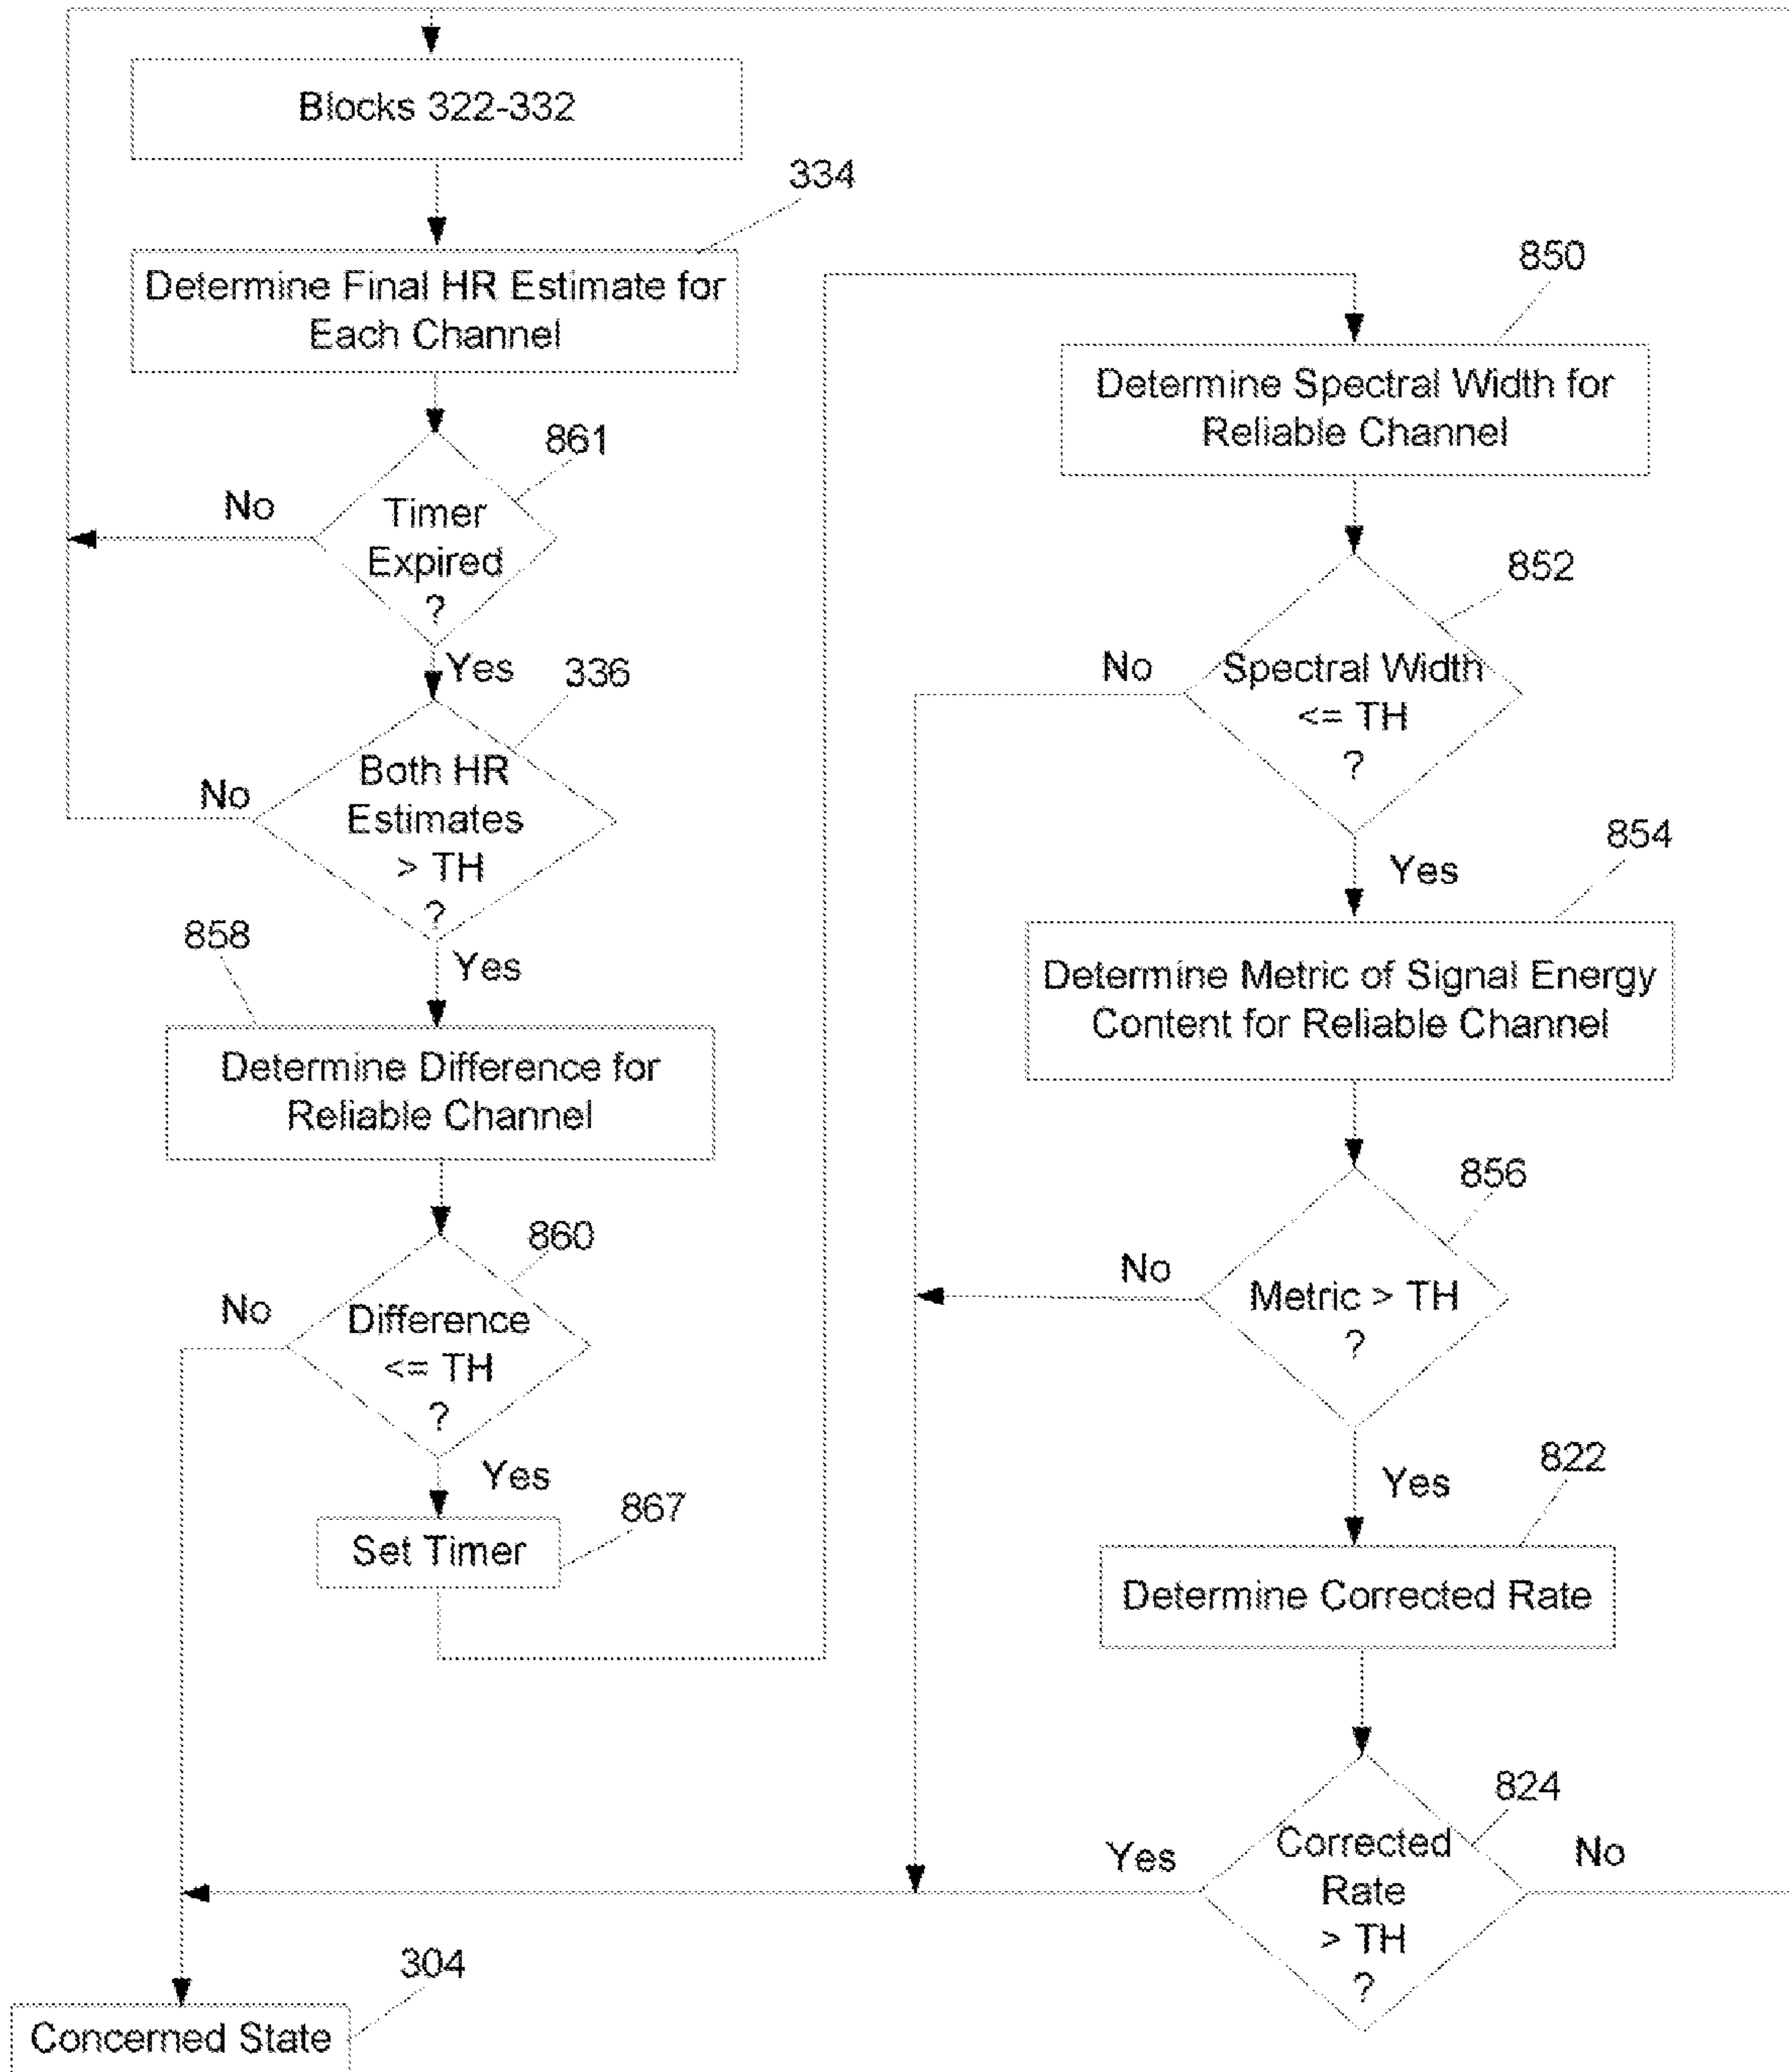 Blocks 322-332
334
Determine Final HR Estimate for
Each Channel
861
No
Timer
Expired
?
Yes
336
No
Both HR
Estimates
> TH
?
858
Yes
Determine Difference for
Reliable Channel
860
No
Difference
<= TH
?
Yes
867
Set Timer
850
Determine Spectral Width for
Reliable Channel
852
No
Spectral Width
<= TH
?
854
Yes
Determine Metric of Signal Energy
Content for Reliable Channel
856
No
Metric > TH
?
822
Yes
Determine Corrected Rate
824
Yes
Corrected
Rate
> TH
?
No
304
Concerned State